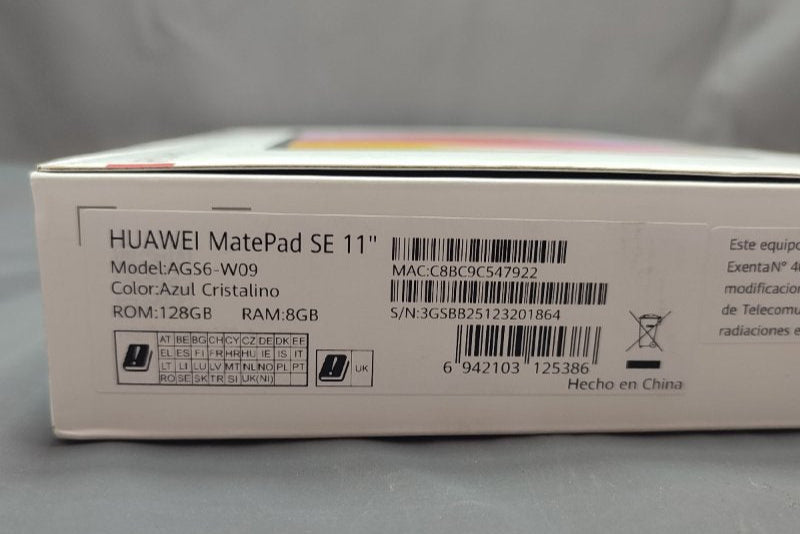 HUAWEI MatePad SE 11"
Model:AGS6-W09
Color:Azul Cristalino
ROM:128GB RAM:8GB
MAC:C8BC9C547922
S/N:3GSBB25123201864
6 942103 125386
Hecho en China
AT BE BG CH CY CZ DE DK EE
EL ES FI FR HR HU IE IS IT
LT LI LU LV MT NL NO PL PT
RO SE SK TR SI UK(NI)
UK
Este equipo
Exenta N°
modificacion
de Telecomu
radiaciones e